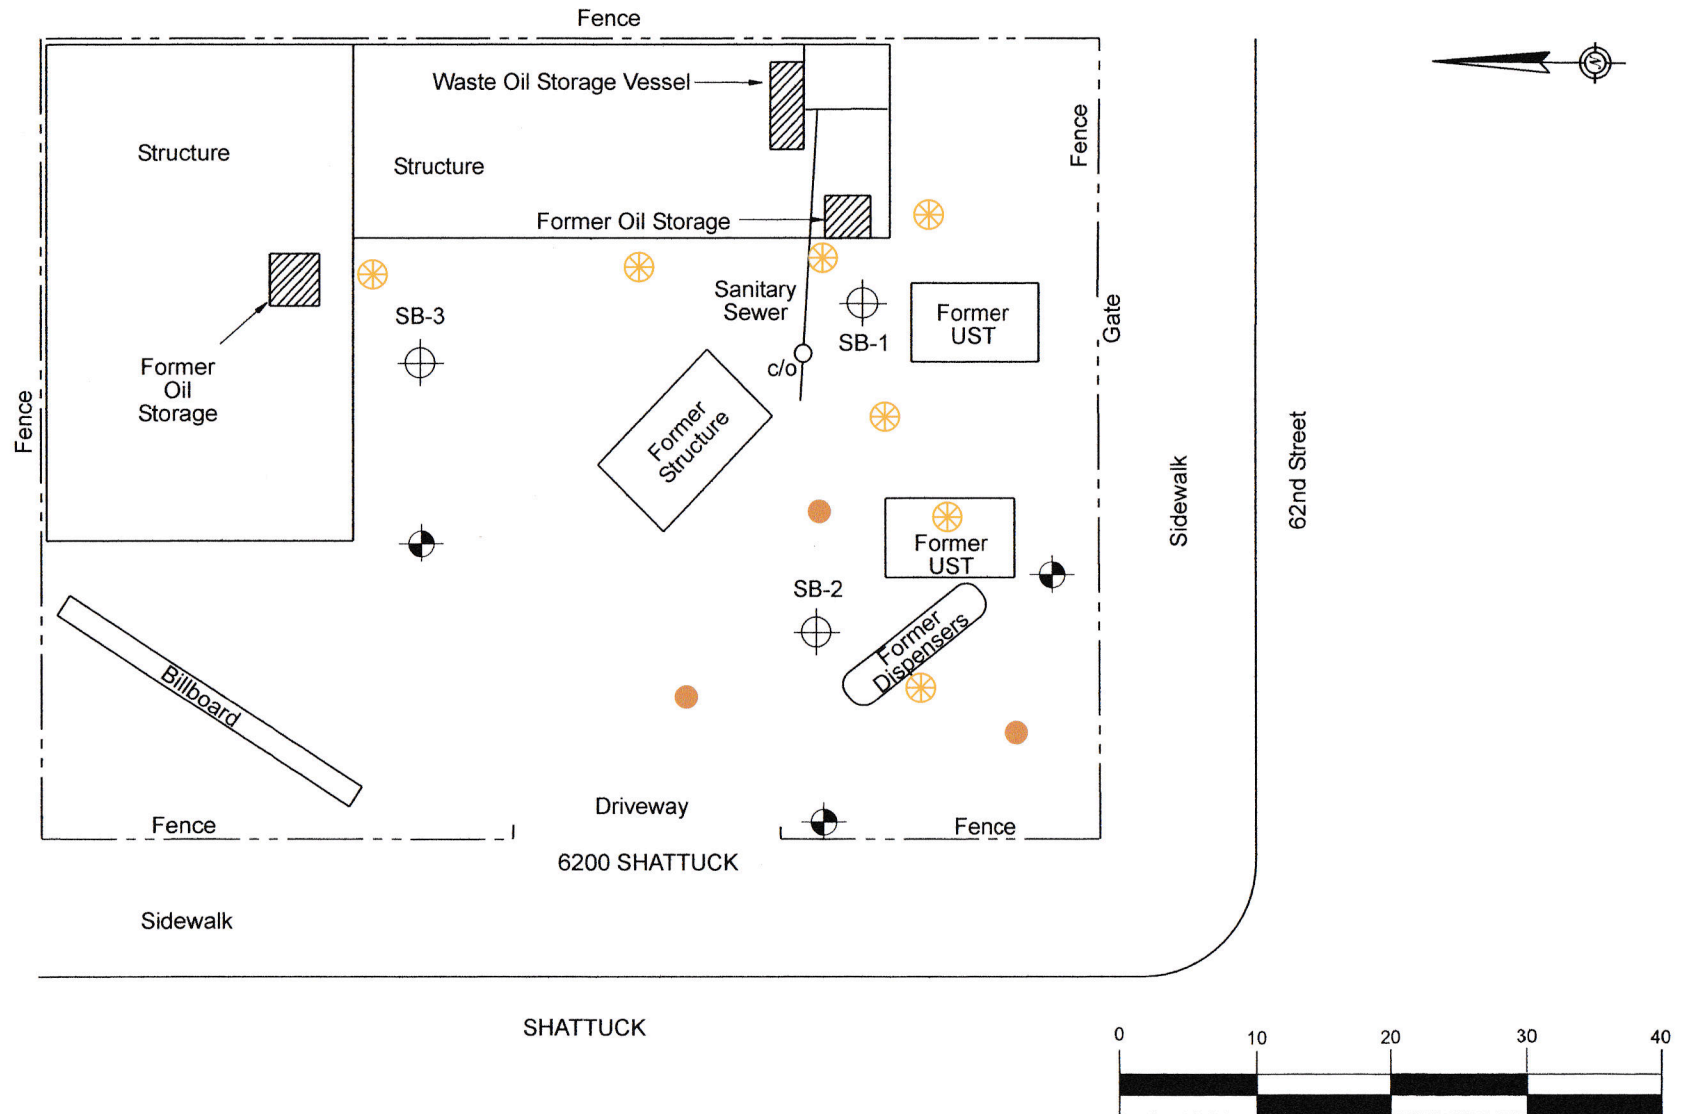 Fence
Waste Oil Storage Vessel
N
Structure
Structure
Fence
Former Oil Storage
Sanitary
Sewer
SB-3
SB-1
Former
UST
Gate
c/o
Former
Oil
Storage
Fence
Former
Structure
Sidewalk
62nd Street
Former
UST
SB-2
Former
Dispensers
Billboard
Driveway
Fence
Fence
6200 SHATTUCK
Sidewalk
SHATTUCK
0 10 20 30 40